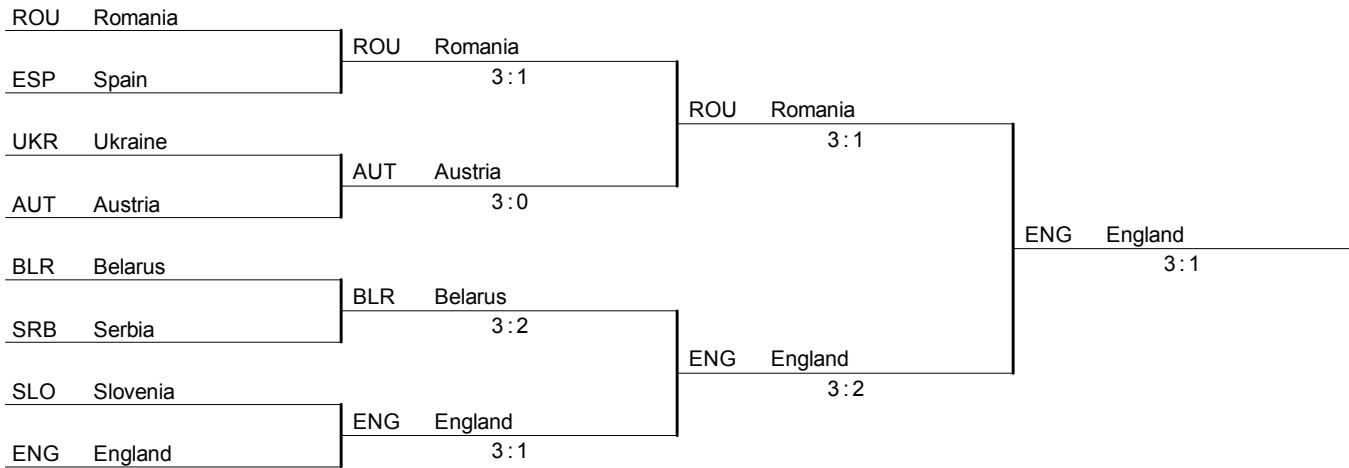 ROU Romania
ROU Romania
3 : 1
ESP Spain
ROU Romania
3 : 1
UKR Ukraine
AUT Austria
3 : 0
AUT Austria
ENG England
3 : 1
BLR Belarus
BLR Belarus
3 : 2
SRB Serbia
ENG England
3 : 2
SLO Slovenia
ENG England
3 : 1
ENG England